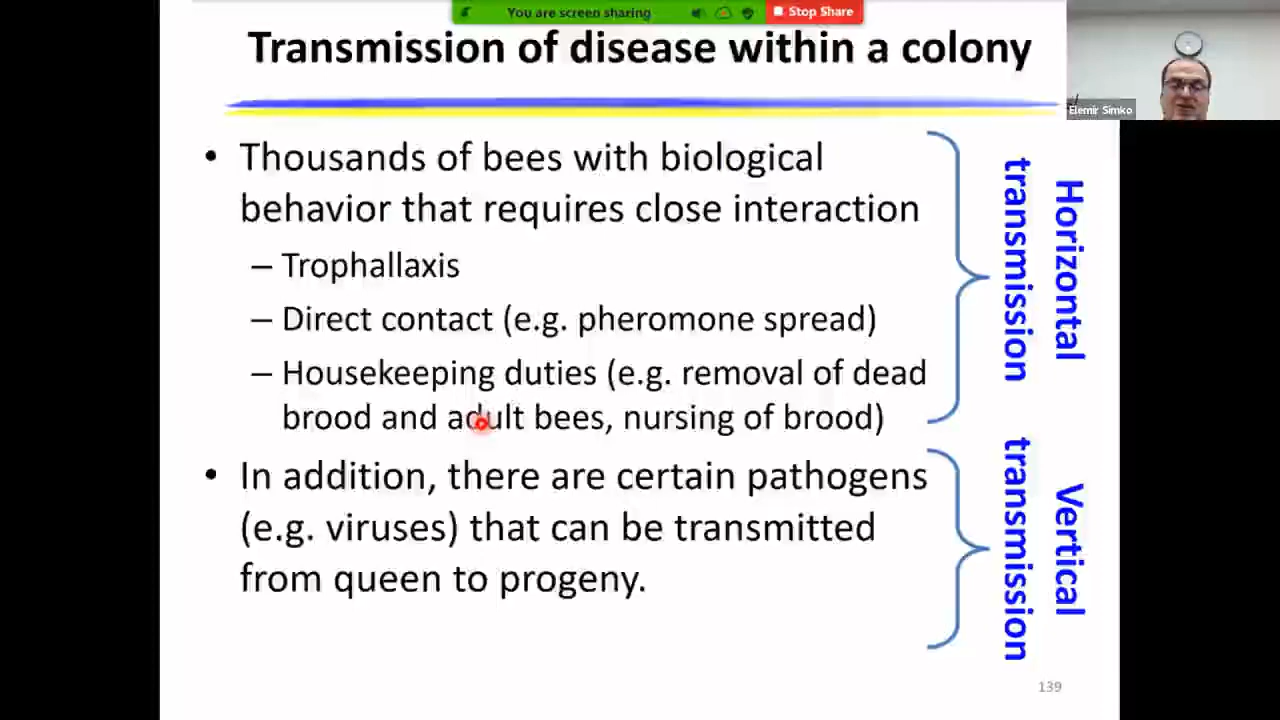 You are screen sharing
Stop Share
Transmission of disease within a colony
Elemir Simko
• Thousands of bees with biological
behavior that requires close interaction
– Trophallaxis
– Direct contact (e.g. pheromone spread)
– Housekeeping duties (e.g. removal of dead
brood and adult bees, nursing of brood)
Horizontal
transmission
• In addition, there are certain pathogens
(e.g. viruses) that can be transmitted
from queen to progeny.
Vertical
transmission
139